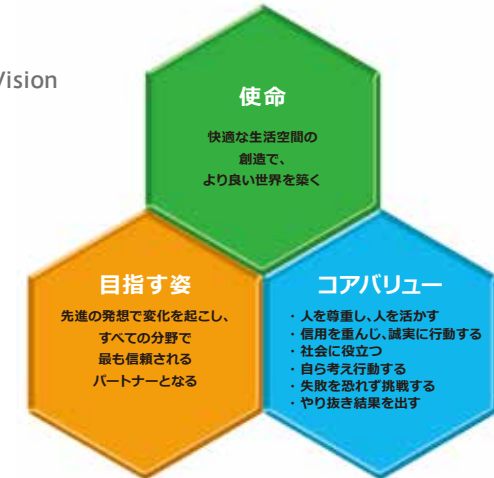 Vision
使命
快適な生活空間の
創造で、
より良い世界を築く
目指す姿
先進の発想で変化を起こし、
すべての分野で
最も信頼される
パートナーとなる
コアバリュー
・ 人を尊重し、人を活かす
・ 信用を重んじ、誠実に行動する
・ 社会に役立つ
・ 自ら考え行動する
・ 失敗を恐れず挑戦する
・ やり抜き結果を出す